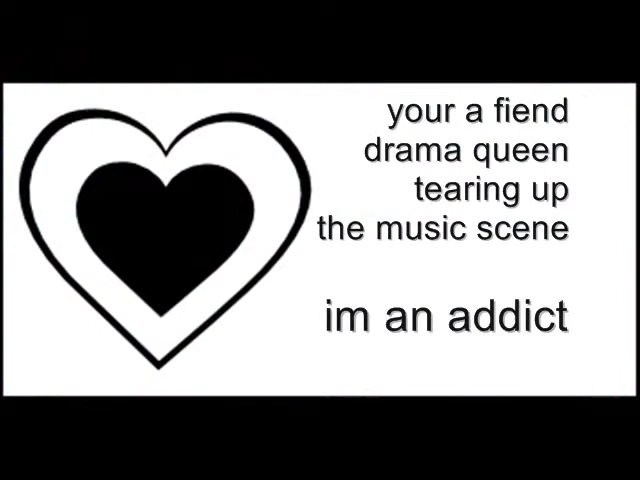 your a fiend
drama queen
tearing up
the music scene
im an addict